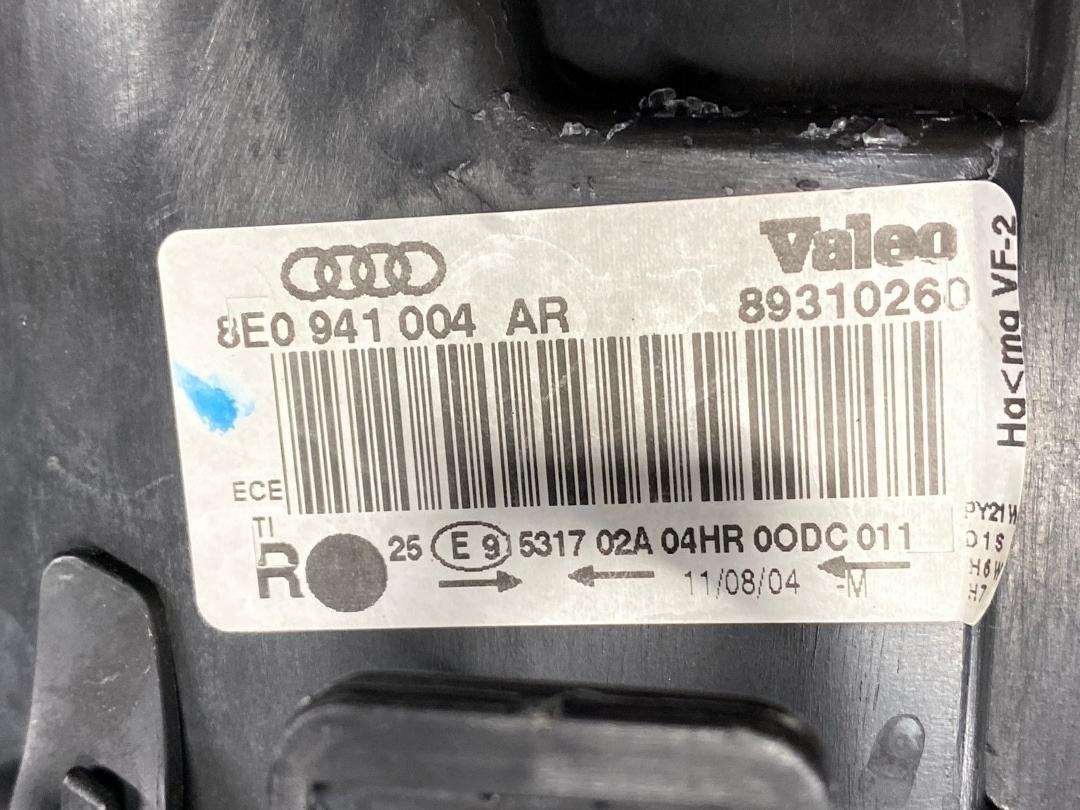 Valeo
8E0 941 004 AR
89310260
ECE
TI
R
25 E 9 5317 02A 04HR 00DC 011
11/08/04 -M
Ha<ma VF-2
PY21W
D1S
H6W
H7